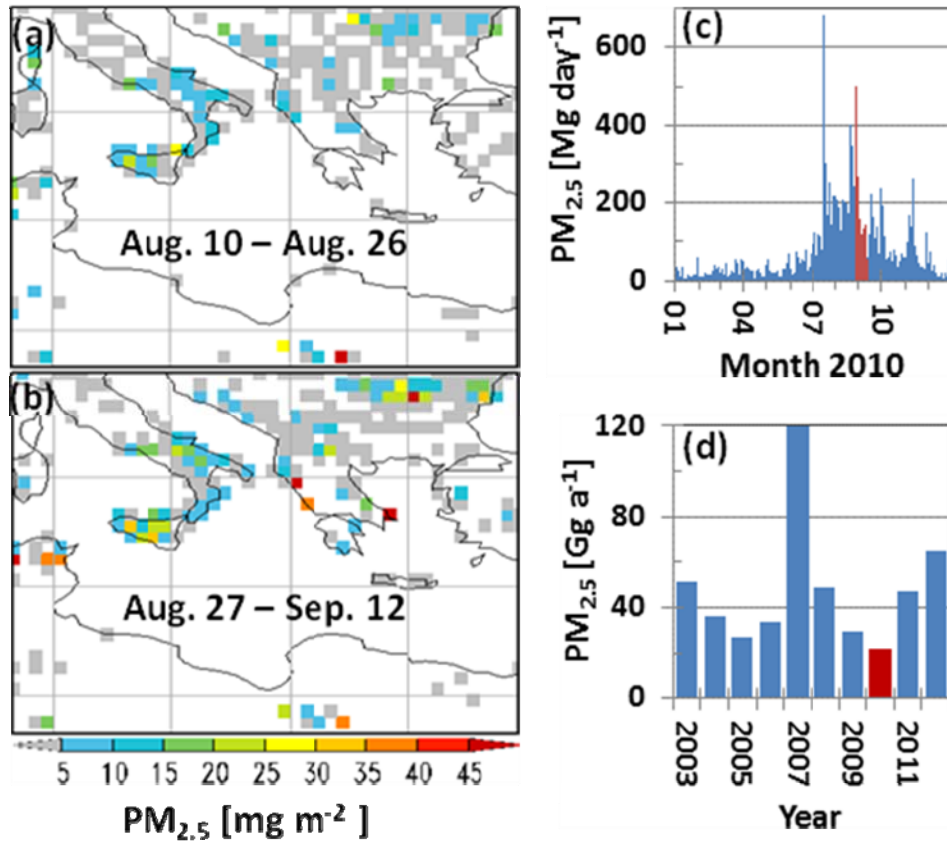 (a)
Aug. 10 – Aug. 26
(b)
Aug. 27 – Sep. 12
5 10 15 20 25 30 35 40 45
PM2.5 [mg m-2 ]
(c)
PM2.5 [Mg day-1]
600
400
200
0
01 04 07 10
Month 2010
(d)
PM2.5 [Gg a-1]
120
80
40
0
2003 2005 2007 2009 2011
Year